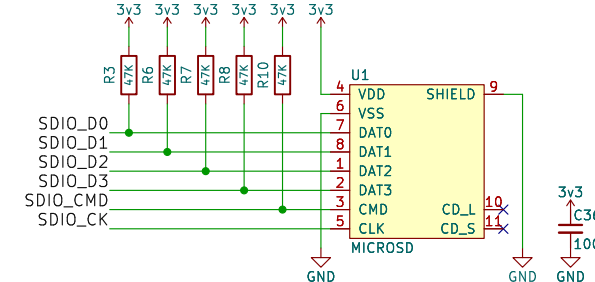 3v3 3v3 3v3 3v3 3v3 3v3
R3 47K R6 47K R7 47K R8 47K R10 47K
U1
4 VDD SHIELD 9
6 VSS
SDIO_D0 7 DAT0
SDIO_D1 8 DAT1
SDIO_D2 1 DAT2
SDIO_D3 2 DAT3
3v3
SDIO_CMD 3 CMD CD_L 10
C36
SDIO_CK 5 CLK CD_S 11
MICROSD
GND GND GND